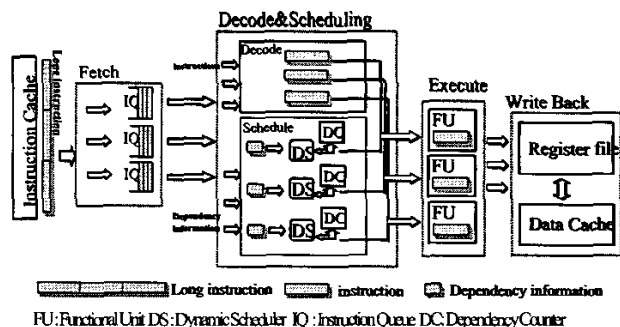 Decode&Scheduling
Instruction Cache
Long instruction
Fetch
IQ
IQ
IQ
Instruction
Decode
Schedule
DC
DS
DC
DS
DC
DS
Dependency
Information
Execute
FU
FU
FU
Write Back
Register file
Data Cache
Long instruction
instruction
Dependency information
FU : Functional Unit DS : Dynamic Scheduler IQ : Instruction Queue DC: Dependency Counter